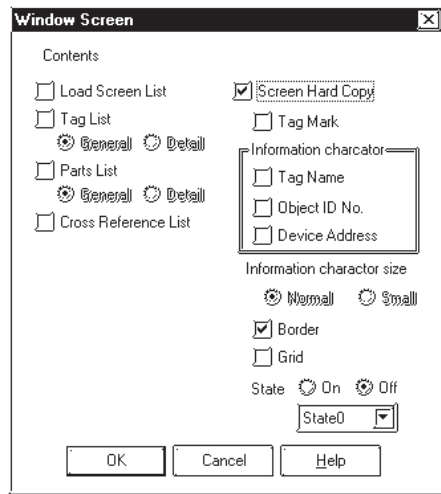 Window Screen
Contents
Load Screen List
Tag List
General Detail
Parts List
General Detail
Cross Reference List
Screen Hard Copy
Tag Mark
Information charcator
Tag Name
Object ID No.
Device Address
Information charactor size
Normal Small
Border
Grid
State On Off
State0
OK Cancel Help